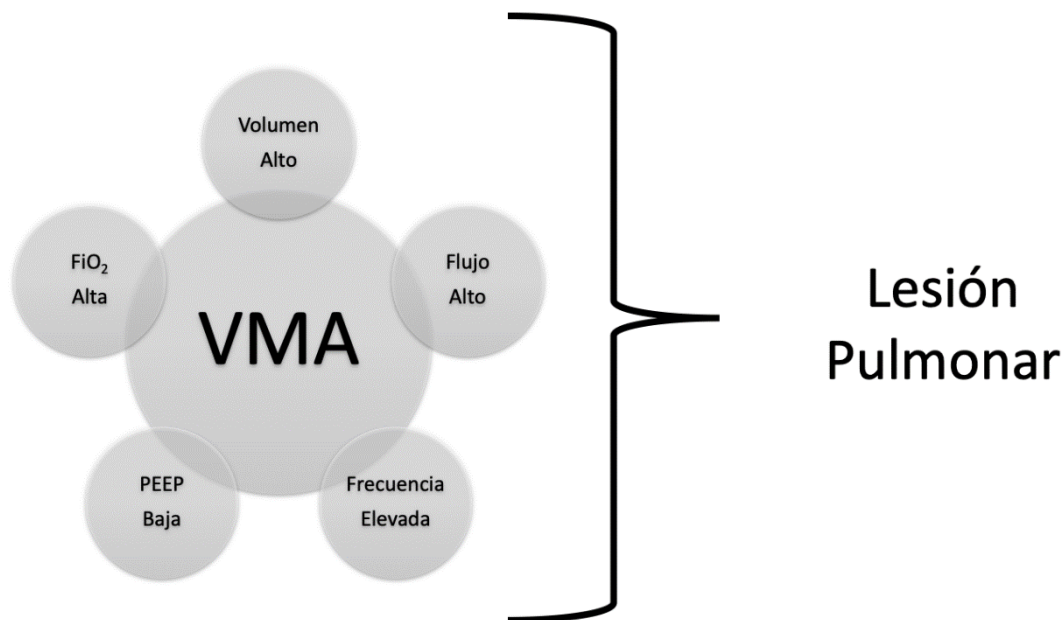 Volumen
Alto
FiO₂
Alta
Flujo
Alto
VMA
PEEP
Baja
Frecuencia
Elevada
Lesión
Pulmonar